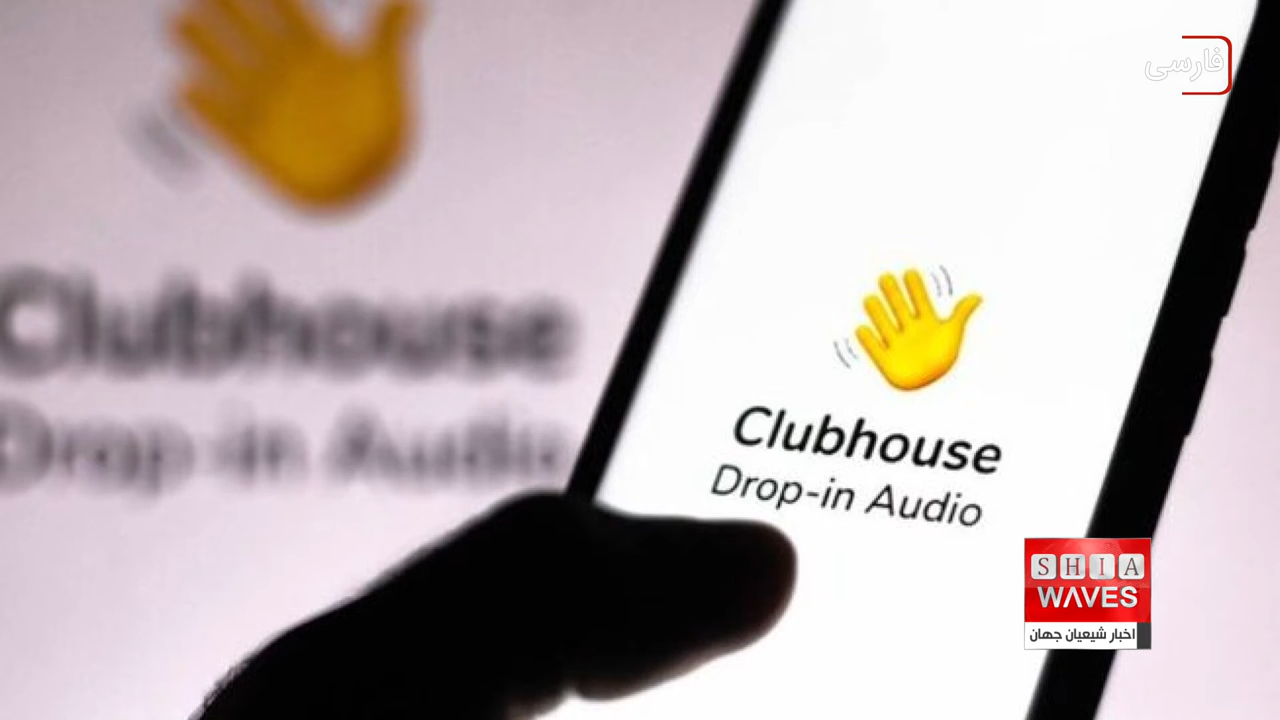 فارسی
Clubhouse
Drop-in Audio
Clubhouse
Drop-in Audio
SHIA
WAVES
اخبار شیعیان جهان